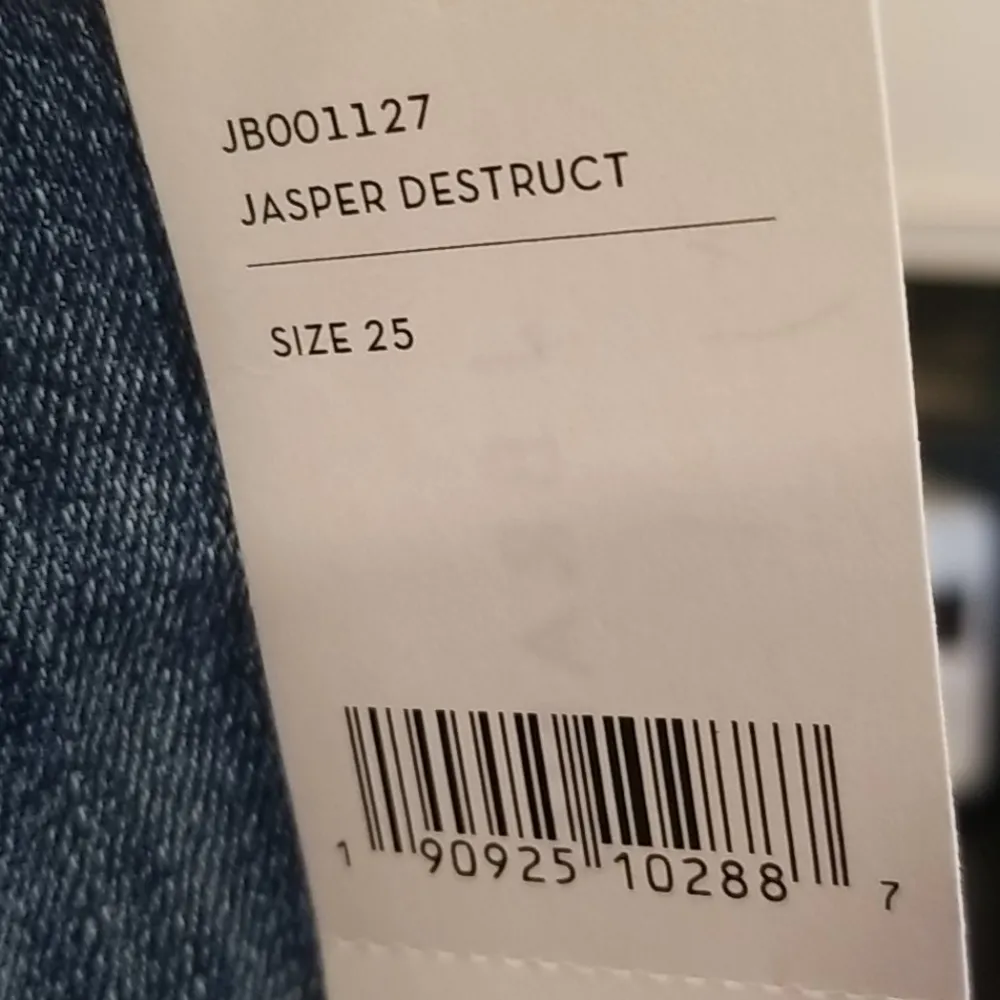 JB001127
JASPER DESTRUCT
SIZE 25
1 90925 10288 7